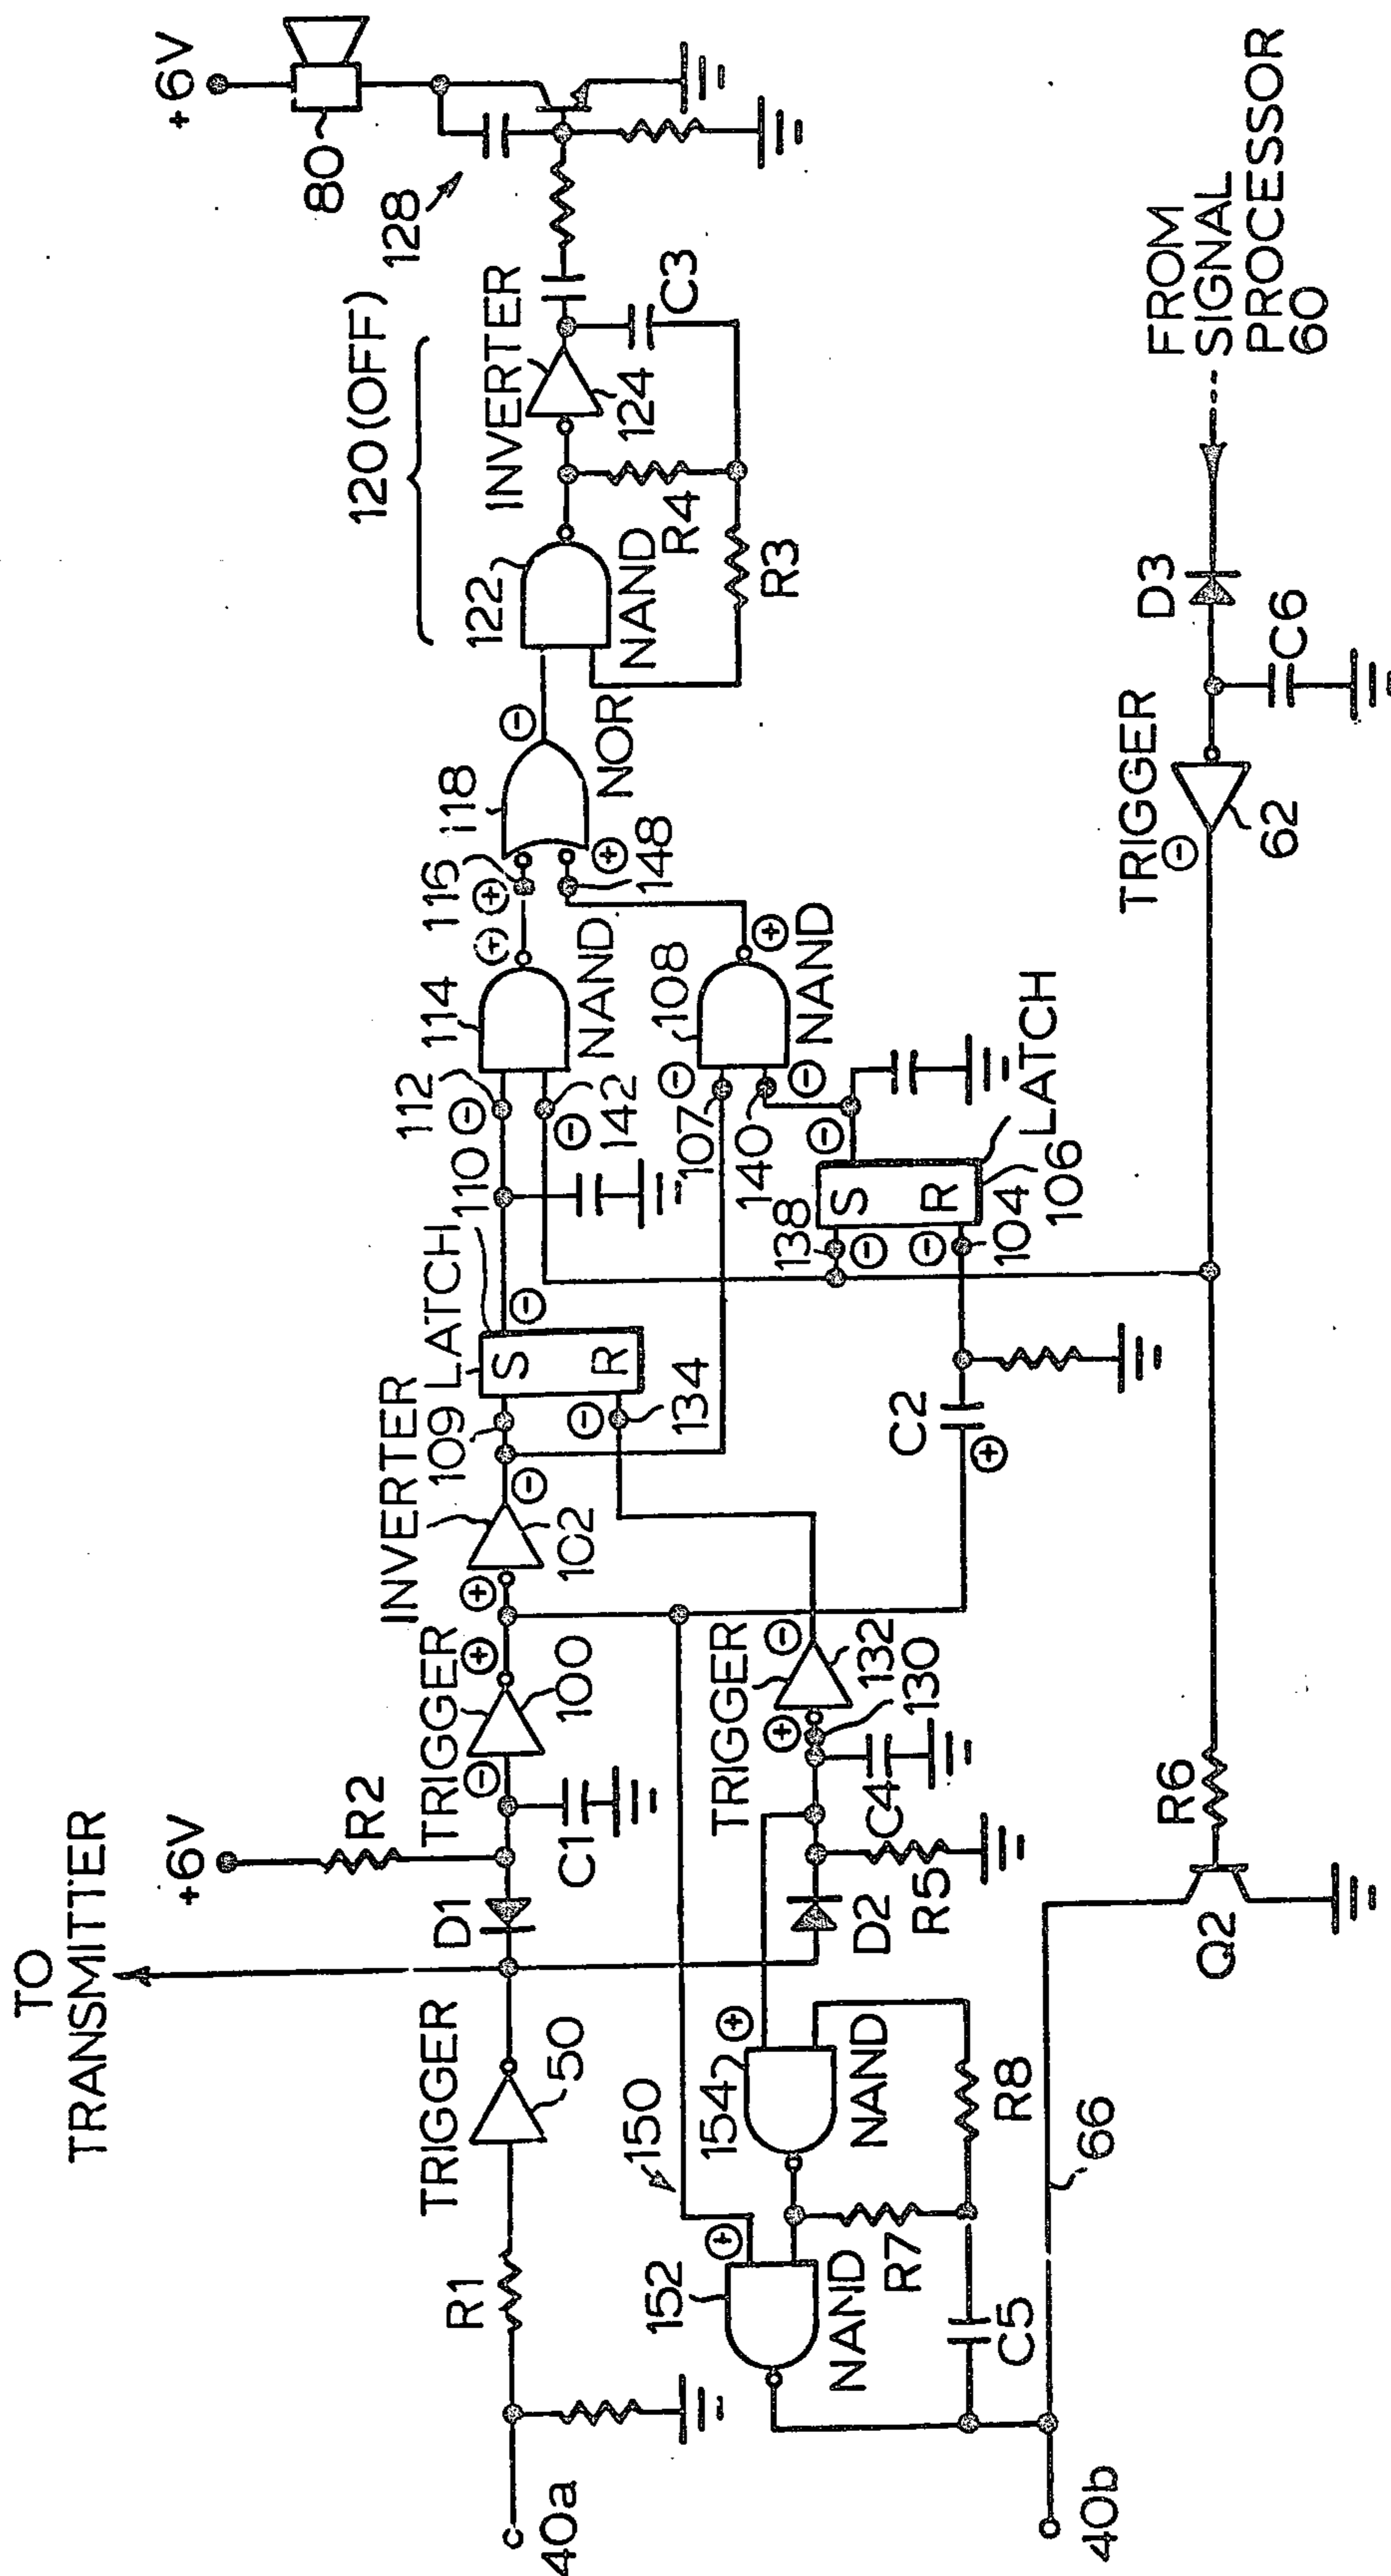 TO
TRANSMITTER
+6V
R2
TRIGGER
D1
TRIGGER
INVERTER
LATCH
109
110
112
⊖
114
116
⊕
118
120 (OFF)
INVERTER
128
80
+6V
40a
R1
50
C1
⊖
100
⊕
⊕
102
⊖
S
R
⊖
⊖
134
142
⊖
NAND
⊕
⊕
148
NOR
⊖
122
NAND
R4
124
C3
R3
150
152
⊕
NAND
154
⊕
NAND
D2
R5
C4
TRIGGER
⊕
130
132
⊖
107
⊖
108
NAND
⊕
140
⊖
⊖
138
⊖
S
R
⊖
104
106
LATCH
C2
⊕
R7
R8
C5
40b
66
Q2
R6
TRIGGER
⊖
62
C6
D3
FROM
SIGNAL
PROCESSOR
60